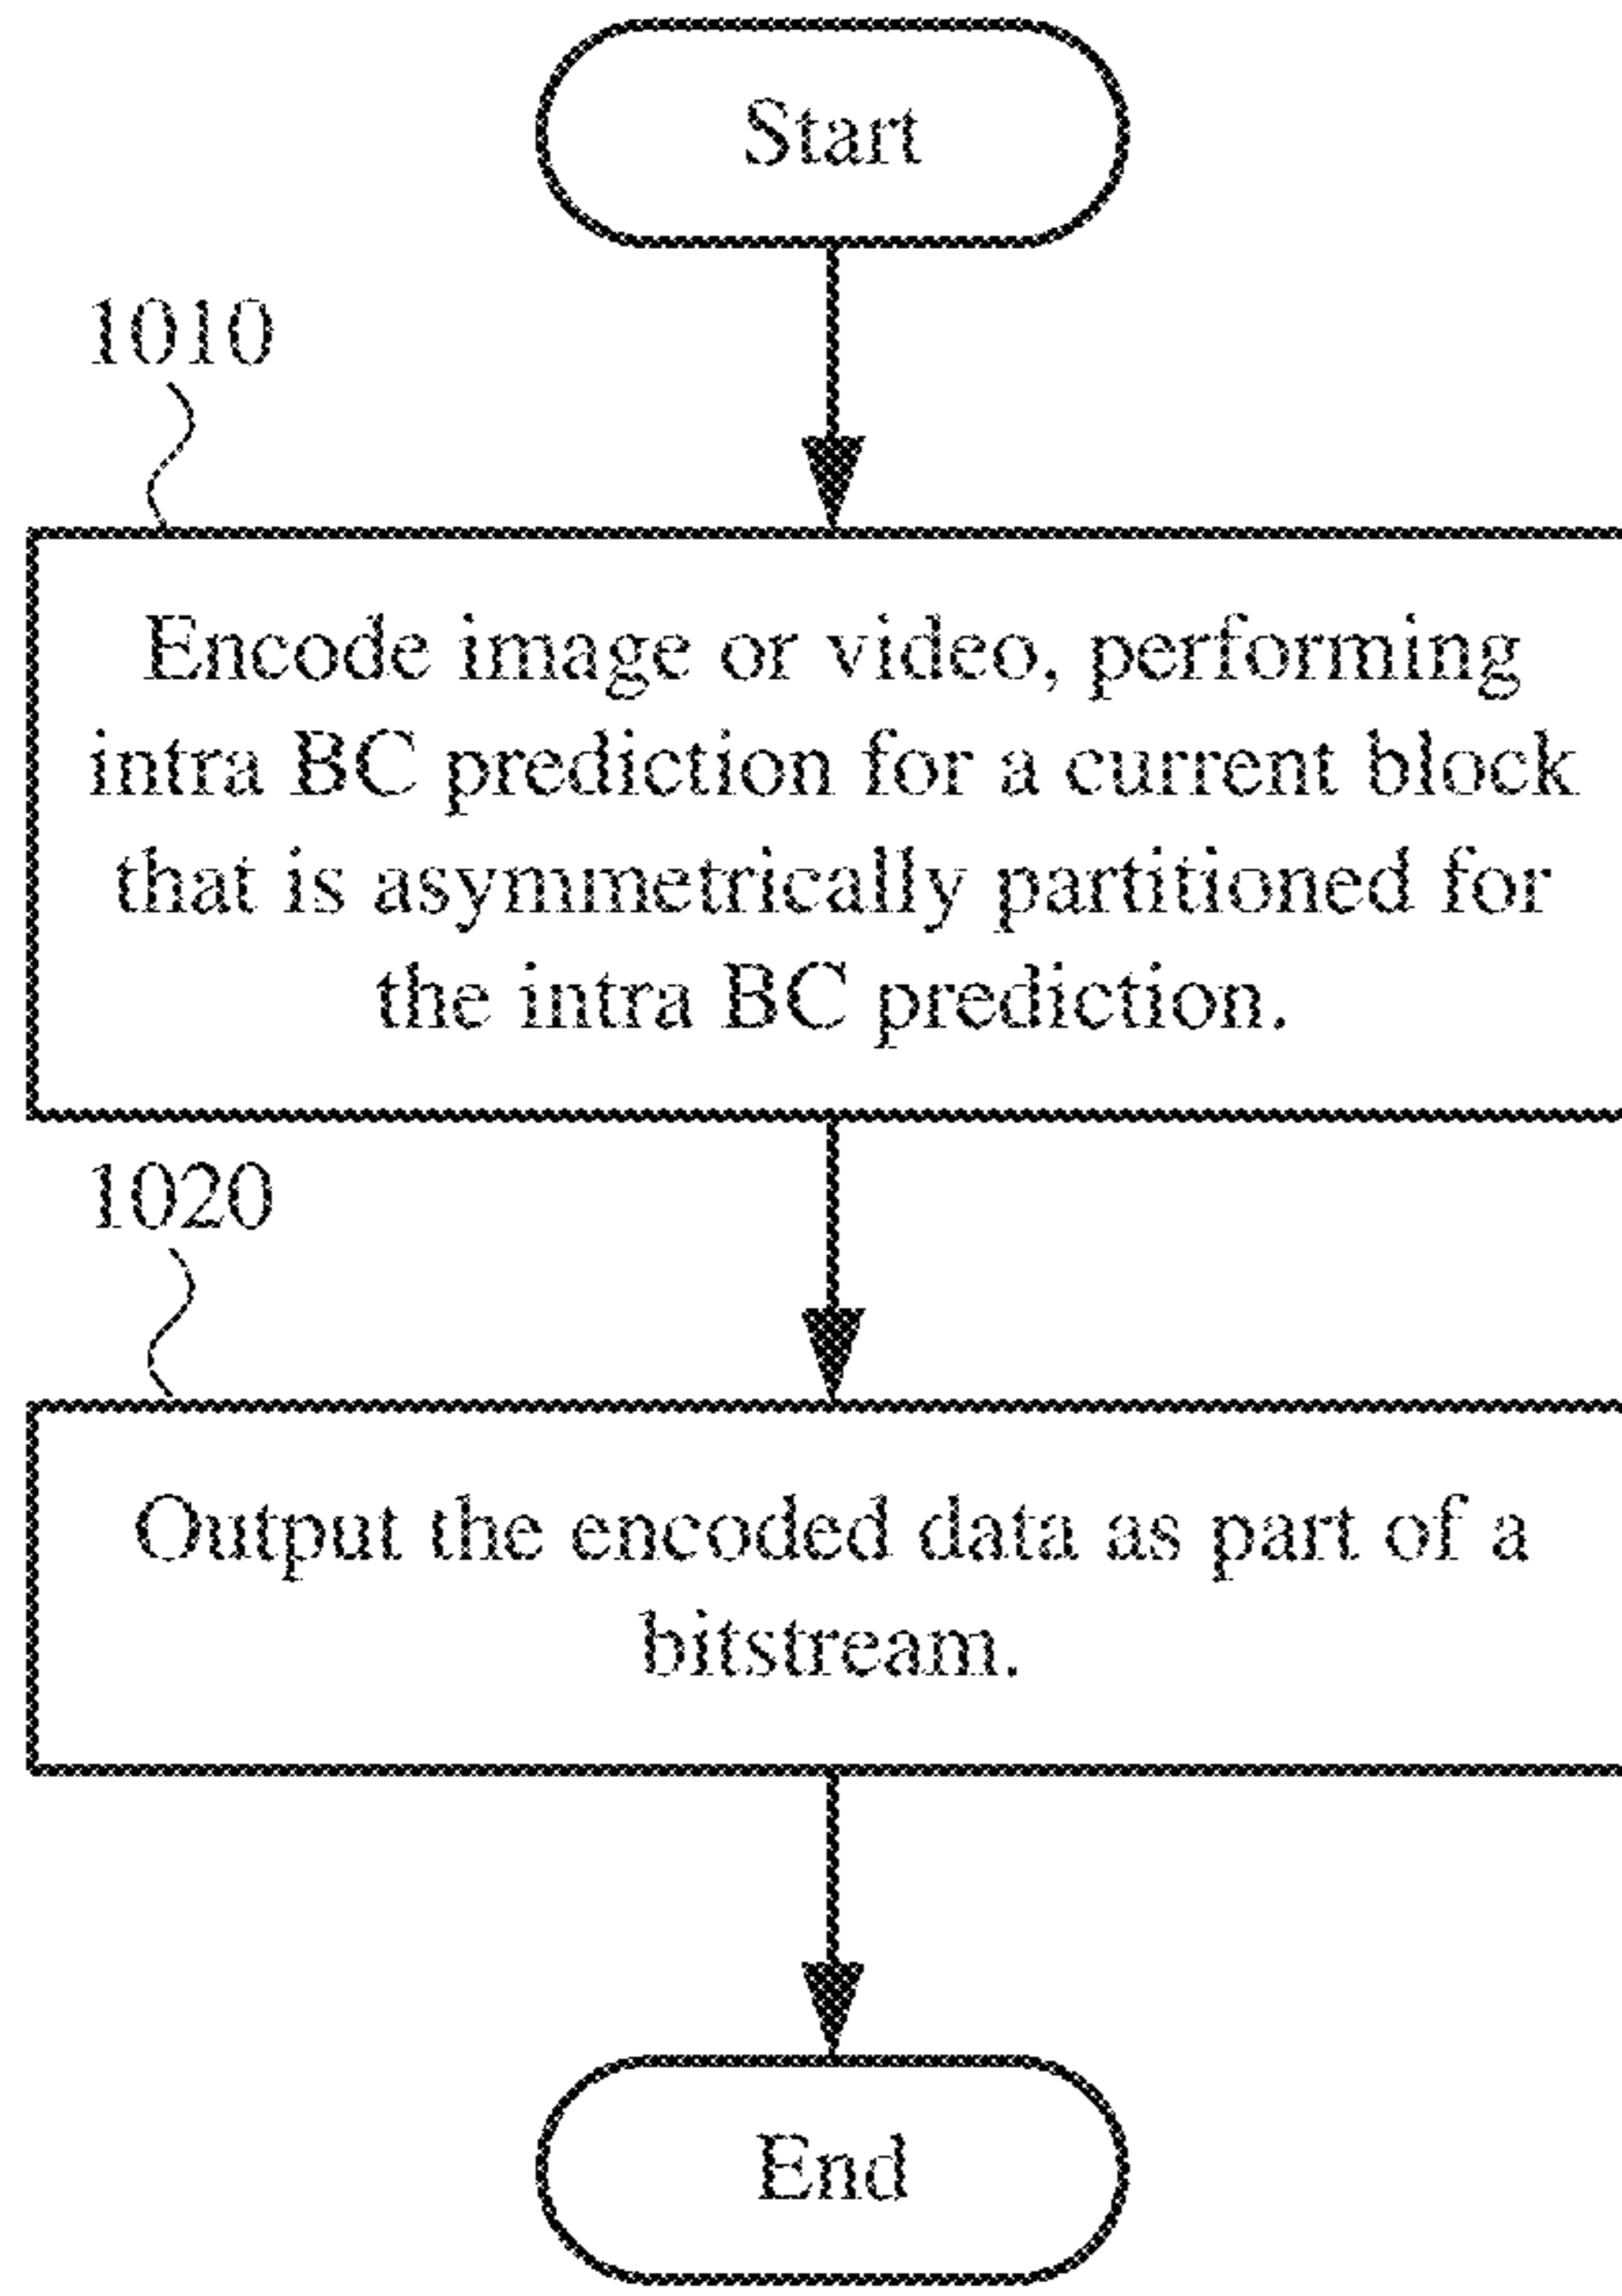 Start
1010
Encode image or video, performing
intra BC prediction for a current block
that is asymmetrically partitioned for
the intra BC prediction.
1020
Output the encoded data as part of a
bitstream.
End